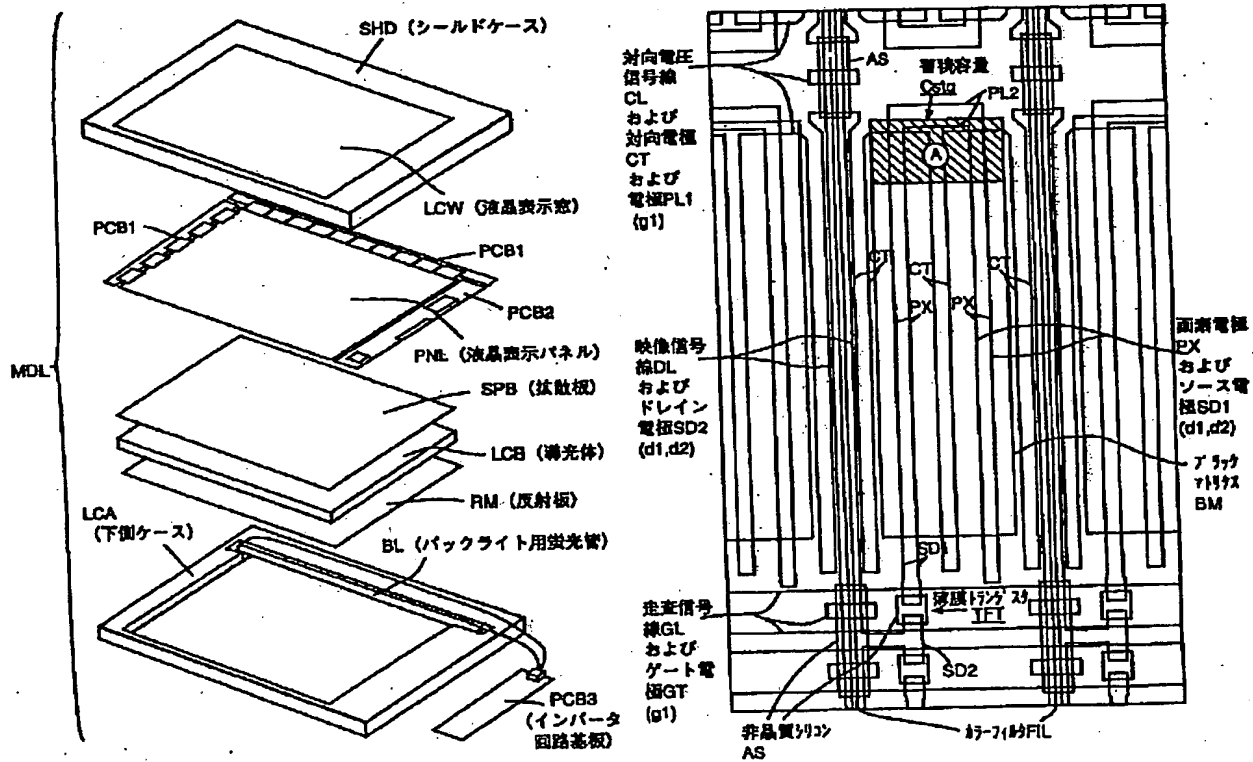 SHD（シールドケース）
LCW（液晶表示窓）
PCB1
PCB1
PCB2
PNL（液晶表示パネル）
MDL
SPB（拡散板）
LCB（導光体）
RM（反射板）
LCA
（下側ケース）
BL（バックライト用蛍光管）
PCB3
（インバータ
回路基板）
対向電圧
信号線
CL
および
対向電極
CT
および
電極PL1
(g1)
AS
蓄積容量
Cstg
PL2
A
CT
CT
CT
PX
PX
映像信号
線DL
および
ドレイン
電極SD2
(d1,d2)
画素電極
PX
および
ソース電
極SD1
(d1,d2)
ブラック
マトリクス
BM
SD1
薄膜トランジスタ
TFT
走査信号
線GL
および
ゲート電
極GT
(g1)
SD2
非晶質シリコン
AS
カラーフィルタFIL